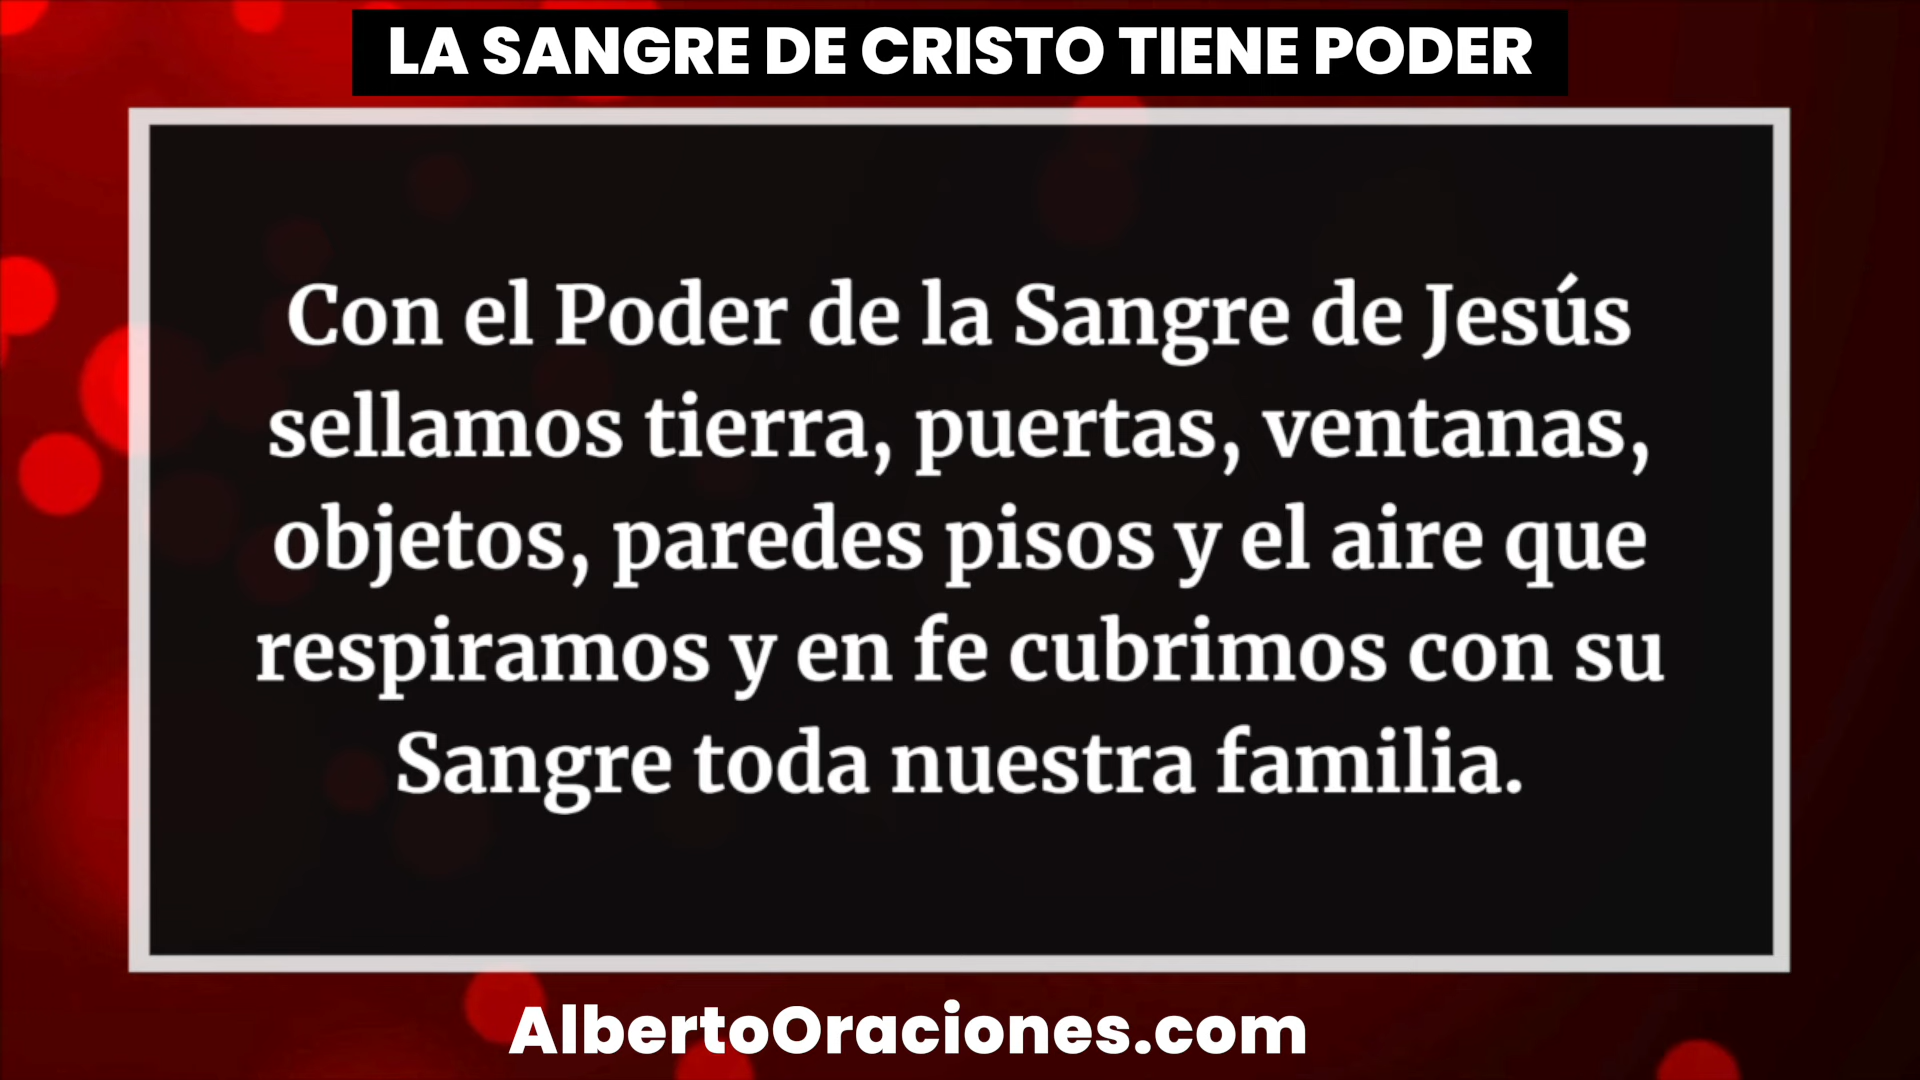 LA SANGRE DE CRISTO TIENE PODER
Con el Poder de la Sangre de Jesús
sellamos tierra, puertas, ventanas,
objetos, paredes pisos y el aire que
respiramos y en fe cubrimos con su
Sangre toda nuestra familia.
AlbertoOraciones.com